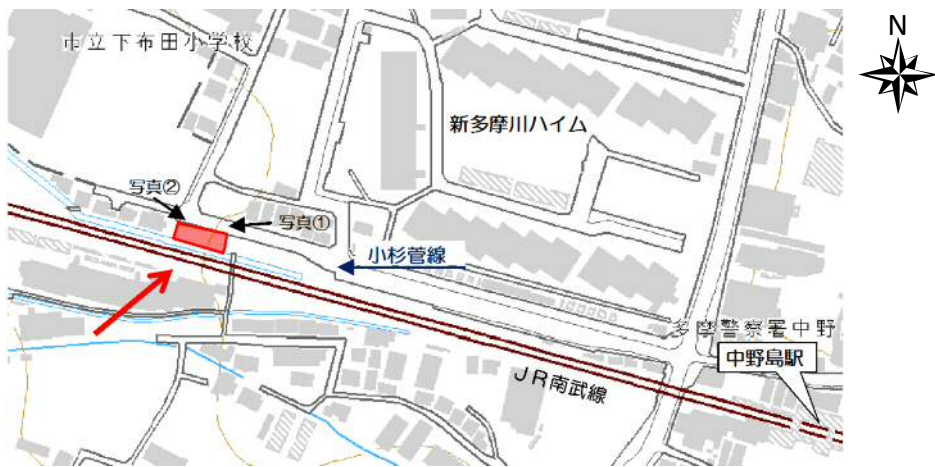 市立下布田小学校
N
新多摩川ハイム
写真②
写真①
小杉菅線
多摩警察署中野
中野島駅
JR南武線